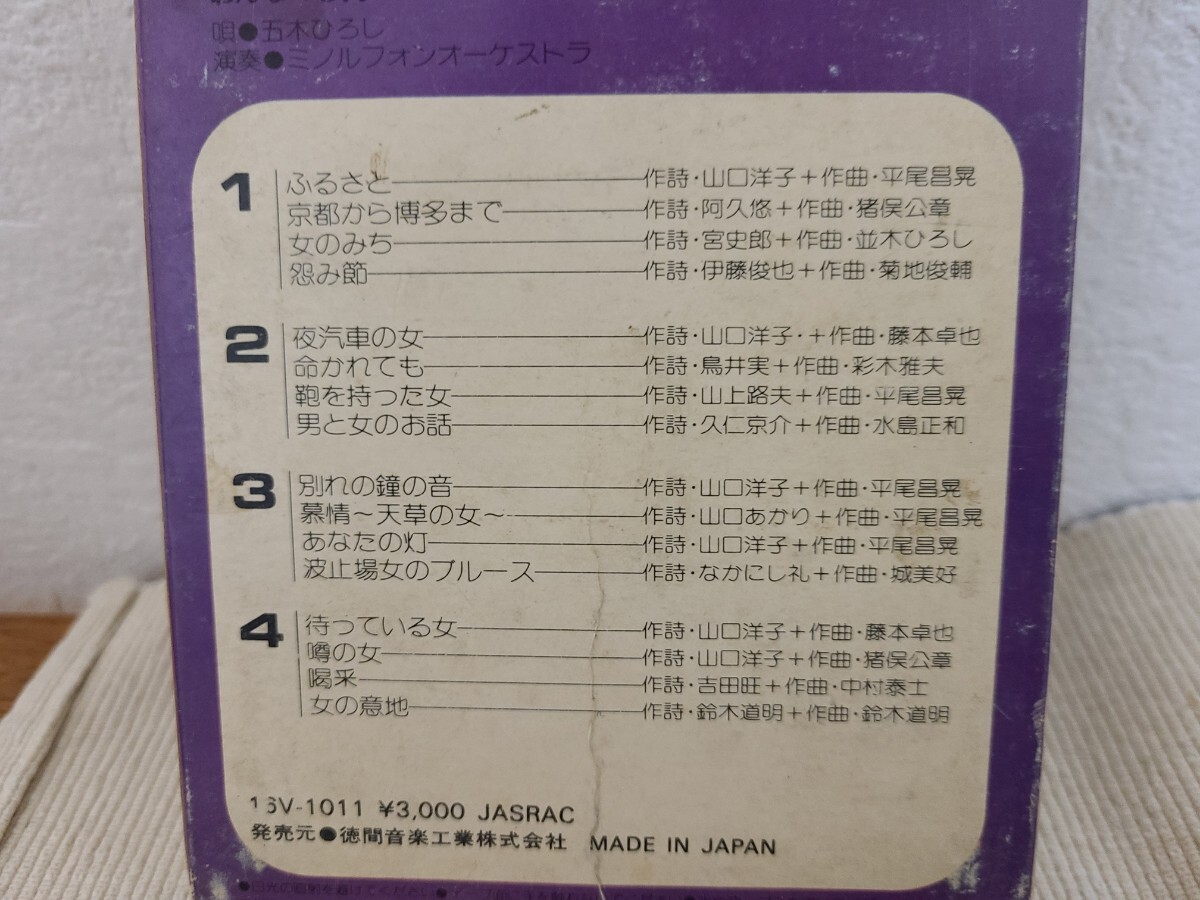 唄●五木ひろし
演奏●ミノルフォンオーケストラ
1
ふるさと 作詩・山口洋子+作曲・平尾昌晃
京都から博多まで 作詩・阿久悠+作曲・猪俣公章
女のみち 作詩・宮史郎+作曲・並木ひろし
怨み節 作詩・伊藤俊也+作曲・菊地俊輔
2
夜汽車の女 作詩・山口洋子・+作曲・藤本卓也
命かれても 作詩・鳥井実+作曲・彩木雅夫
鞄を持った女 作詩・山上路夫+作曲・平尾昌晃
男と女のお話 作詩・久仁京介+作曲・水島正和
3
別れの鐘の音 作詩・山口洋子+作曲・平尾昌晃
慕情~天草の女~ 作詩・山口あかり+作曲・平尾昌晃
あなたの灯 作詩・山口洋子+作曲・平尾昌晃
波止場女のブルース 作詩・なかにし礼+作曲・城美好
4
待っている女 作詩・山口洋子+作曲・藤本卓也
噂の女 作詩・山口洋子+作曲・猪俣公章
喝采 作詩・吉田旺+作曲・中村泰士
女の意地 作詩・鈴木道明+作曲・鈴木道明
16V-1011 ¥3,000 JASRAC
発売元●徳間音楽工業株式会社 MADE IN JAPAN